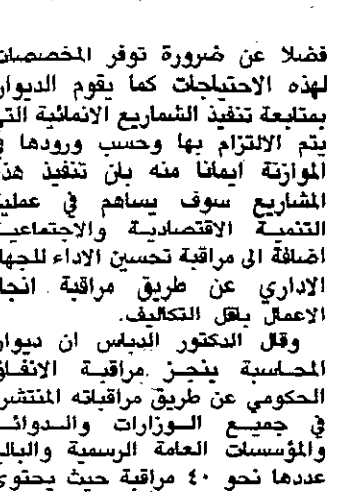 فضلا عن ضرورة توفر المخصصات
لهذه الاحتياجات كما يقوم الديوان
بمتابعة تنفيذ الشماريع الانمائية التي
يتم الالتزام بها وحسب ورودها في
الموازنة ايمانا منه بان تنفيذ هذه
المشاريع سوف يساهم في عملية
التنمية الاقتصادية والاجتماعية
اضافة الى مراقبة تحسين الاداء للجهاز
الاداري عن طريق مراقبة انجاز
الاعمال باقل التكاليف.
وقال الدكتور الدباس ان ديوان
المحاسبة ينجز مراقبة الانفاق
الحكومي عن طريق مراقباته المنتشرة
في جميع الوزارات والدوائر
والمؤسسات العامة الرسمية والبالغ
عددها نحو ٤٠ مراقبة حيث يحتوي